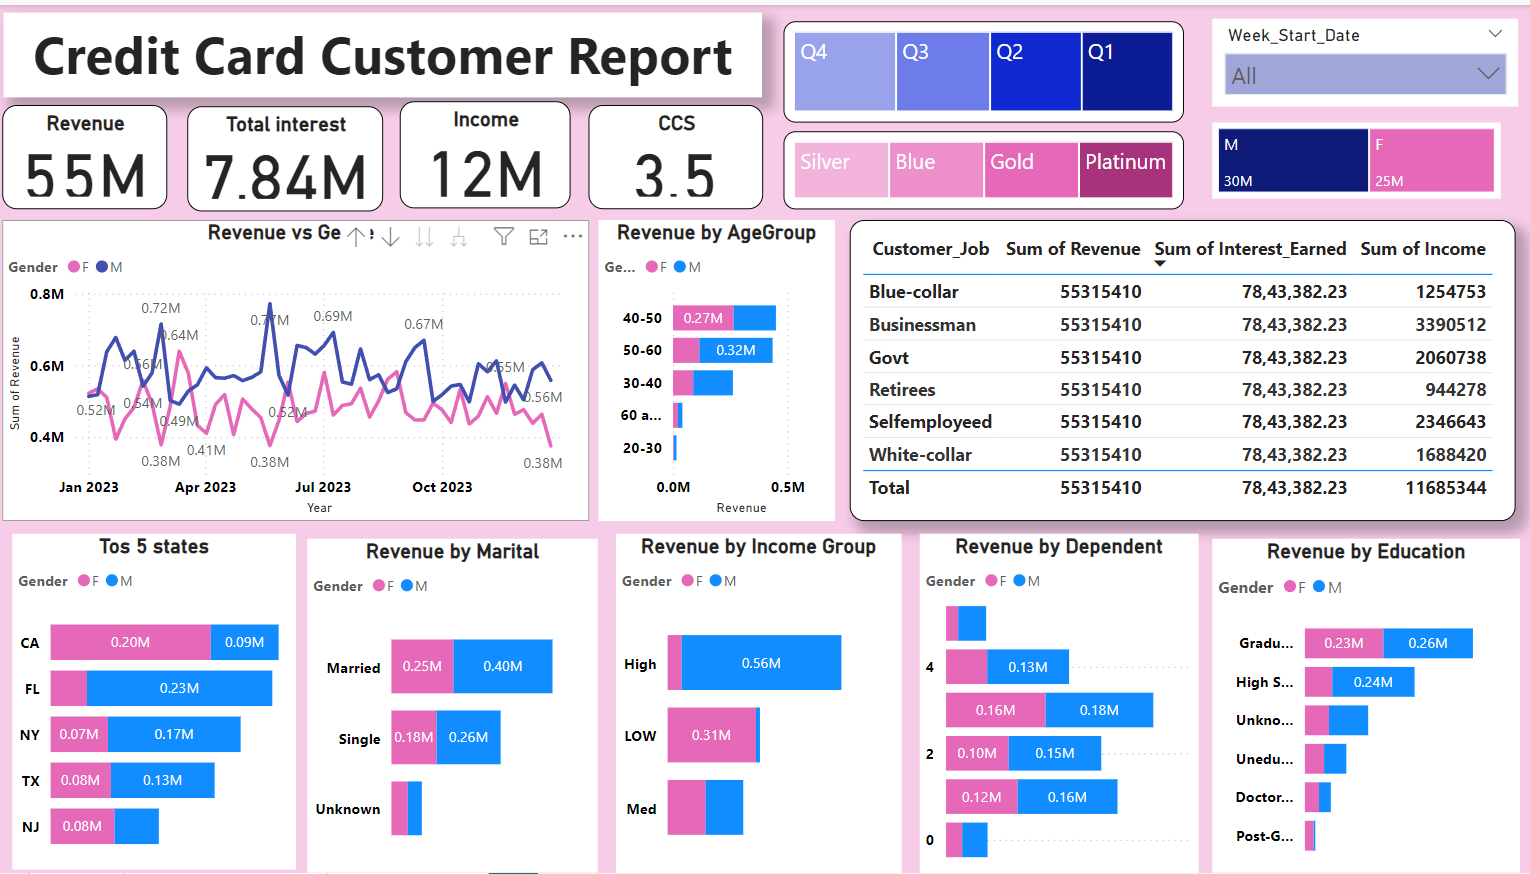 Credit Card Customer Report
Q4 Q3 Q2 Q1
Week_Start_Date
All
Revenue
55M
Total interest
7.84M
Income
12M
CCS
3.5
Silver Blue Gold Platinum
M F
30M 25M
Revenue vs Ge
Gender F M
0.8M
0.6M
0.4M
Sum of Revenue
0.72M
0.77M
0.69M
0.67M
0.64M
0.56M
0.55M
0.52M
0.54M
0.49M
0.52M
0.56M
0.38M
0.41M
0.38M
0.38M
Jan 2023 Apr 2023 Jul 2023 Oct 2023
Year
Revenue by AgeGroup
Ge... F M
40-50 0.27M
50-60 0.32M
30-40
60 a...
20-30
0.0M 0.5M
Revenue
Customer_Job Sum of Revenue Sum of Interest_Earned Sum of Income
Blue-collar 55315410 78,43,382.23 1254753
Businessman 55315410 78,43,382.23 3390512
Govt 55315410 78,43,382.23 2060738
Retirees 55315410 78,43,382.23 944278
Selfemployeed 55315410 78,43,382.23 2346643
White-collar 55315410 78,43,382.23 1688420
Total 55315410 78,43,382.23 11685344
Tos 5 states
Gender F M
CA 0.20M 0.09M
FL 0.23M
NY 0.07M 0.17M
TX 0.08M 0.13M
NJ 0.08M
Revenue by Marital
Gender F M
Married 0.25M 0.40M
Single 0.18M 0.26M
Unknown
Revenue by Income Group
Gender F M
High 0.56M
LOW 0.31M
Med
Revenue by Dependent
Gender F M
4 0.13M
0.16M 0.18M
2 0.10M 0.15M
0.12M 0.16M
0
Revenue by Education
Gender F M
Gradu... 0.23M 0.26M
High S... 0.24M
Unkno...
Unedu...
Doctor...
Post-G...